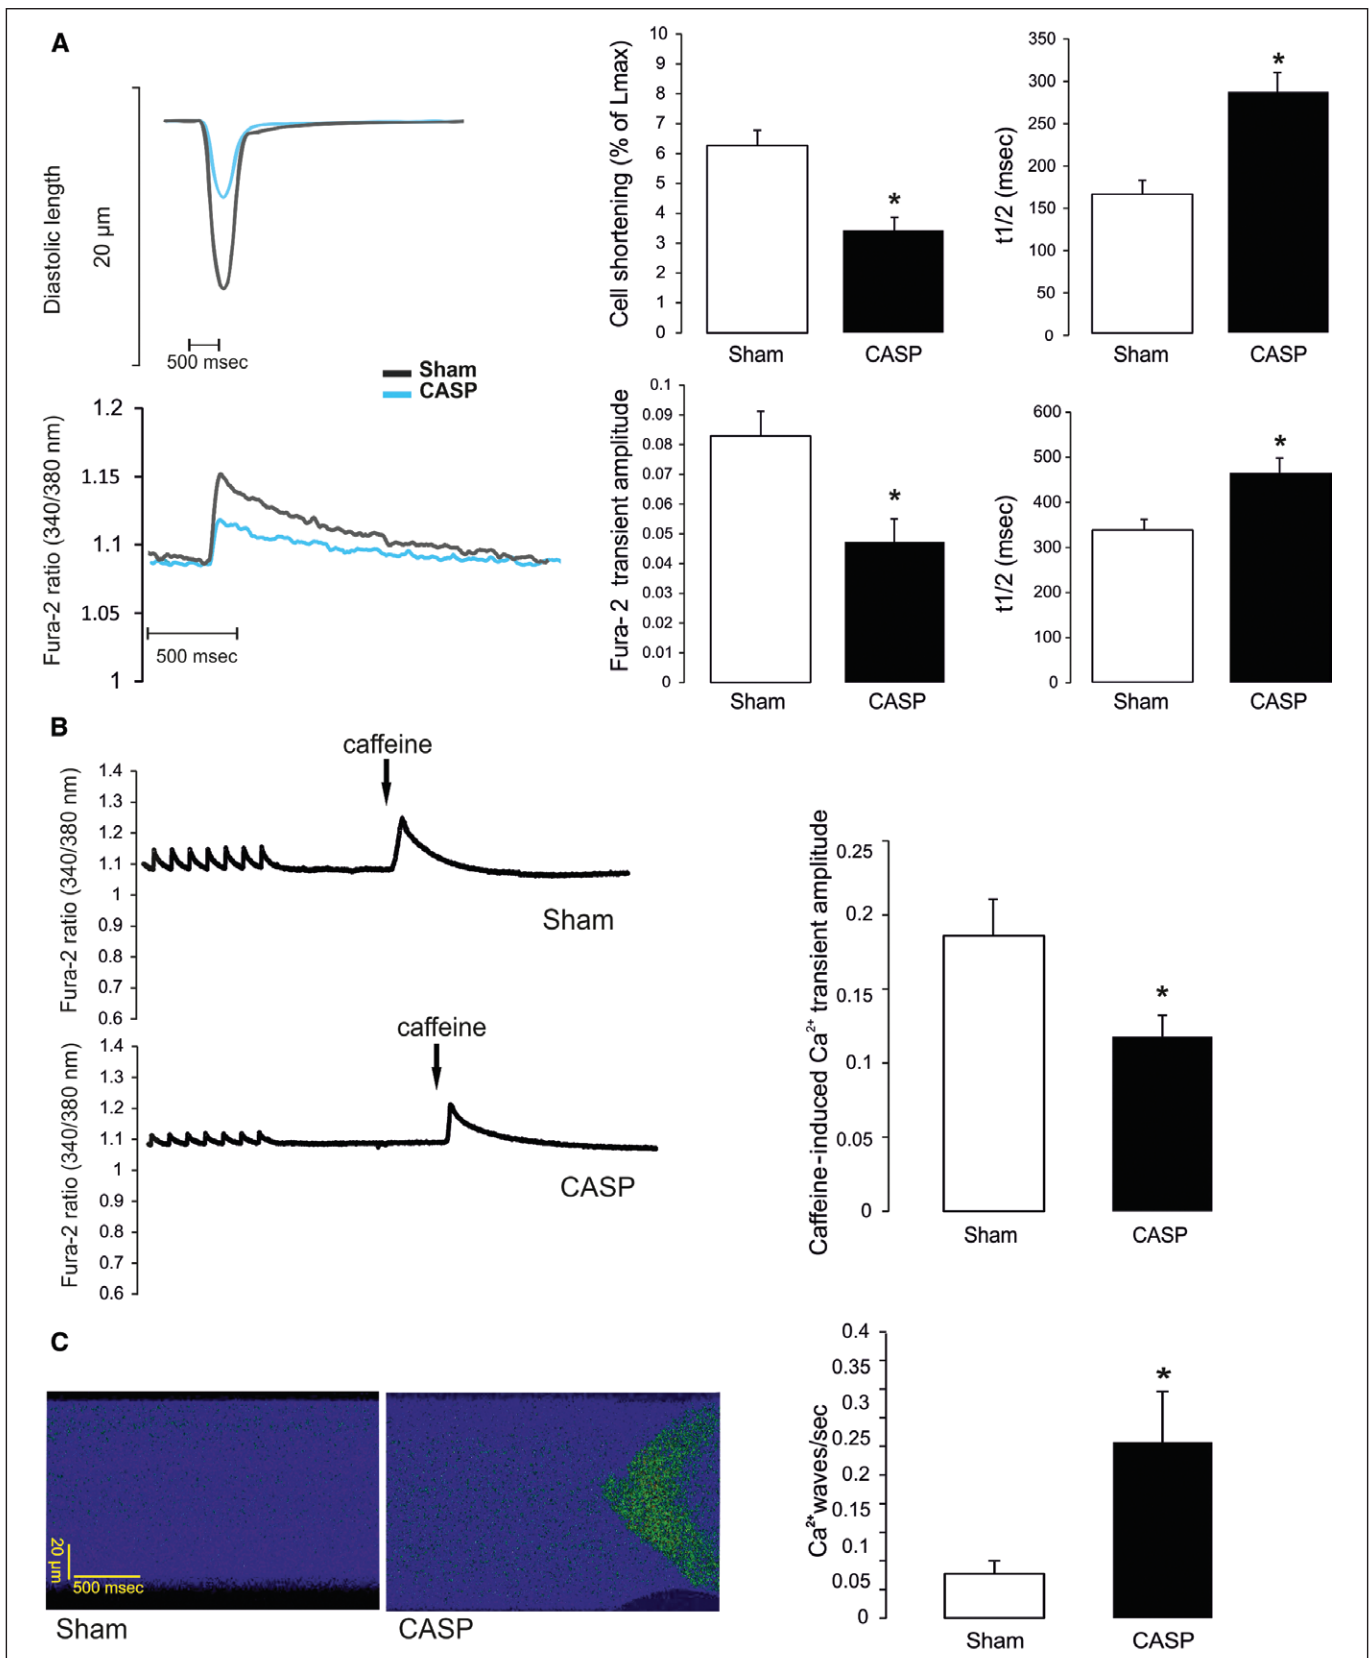 A
Diastolic length
20 µm
500 msec
Sham
CASP
Cell shortening (% of Lmax)
10
9
8
7
6
5
4
3
2
1
0
*
Sham
CASP
t1/2 (msec)
350
300
250
200
150
100
50
0
*
Sham
CASP
Fura-2 ratio (340/380 nm)
1.2
1.15
1.1
1.05
1
500 msec
Fura- 2 transient amplitude
0.1
0.09
0.08
0.07
0.06
0.05
0.04
0.03
0.02
0.01
0
*
Sham
CASP
t1/2 (msec)
600
500
400
300
200
100
0
*
Sham
CASP
B
caffeine
Fura-2 ratio (340/380 nm)
1.4
1.3
1.2
1.1
1
0.9
0.8
0.7
0.6
Sham
caffeine
Fura-2 ratio (340/380 nm)
1.4
1.3
1.2
1.1
1
0.9
0.8
0.7
0.6
CASP
Caffeine-induced Ca²⁺ transient amplitude
0.25
0.2
0.15
0.1
0.05
0
*
Sham
CASP
C
20 µm
500 msec
Sham
CASP
Ca²⁺waves/sec
0.4
0.35
0.3
0.25
0.2
0.15
0.1
0.05
0
*
Sham
CASP